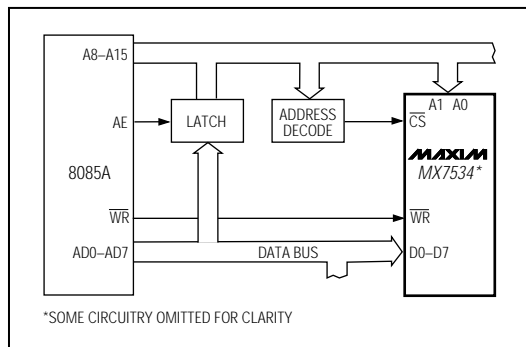 A8–A15
AE
LATCH
ADDRESS
DECODE
A1 A0
CS
MAXIM
MX7534*
8085A
WR
WR
AD0–AD7
DATA BUS
D0–D7
*SOME CIRCUITRY OMITTED FOR CLARITY